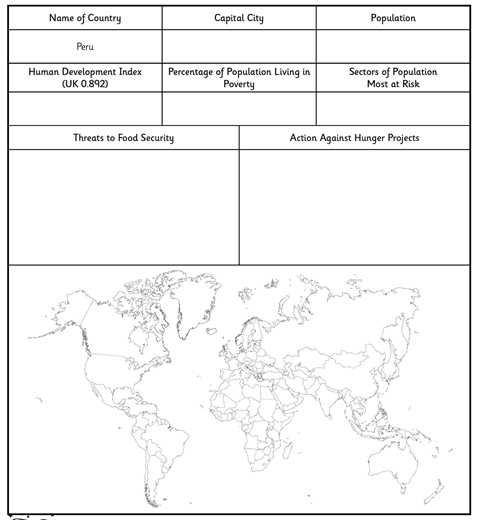 Name of Country
Capital City
Population
Peru
Human Development Index
(UK 0.892)
Percentage of Population Living in
Poverty
Sectors of Population
Most at Risk
Threats to Food Security
Action Against Hunger Projects